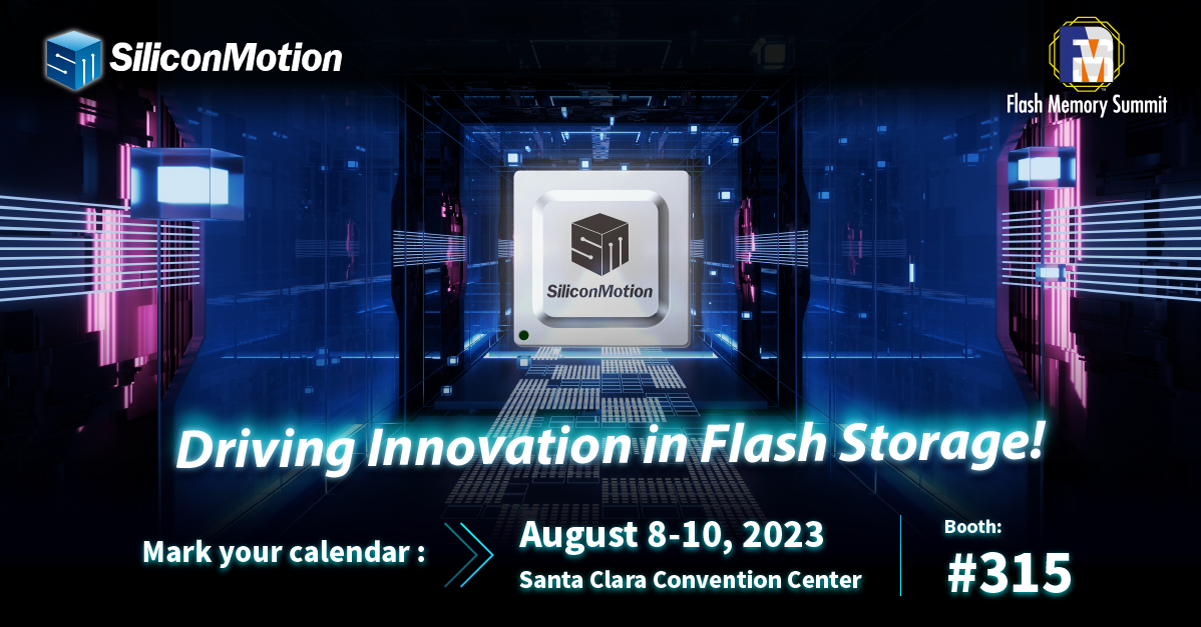 SiliconMotion
Flash Memory Summit
SiliconMotion
Driving Innovation in Flash Storage!
Mark your calendar :
August 8-10, 2023
Santa Clara Convention Center
Booth:
#315